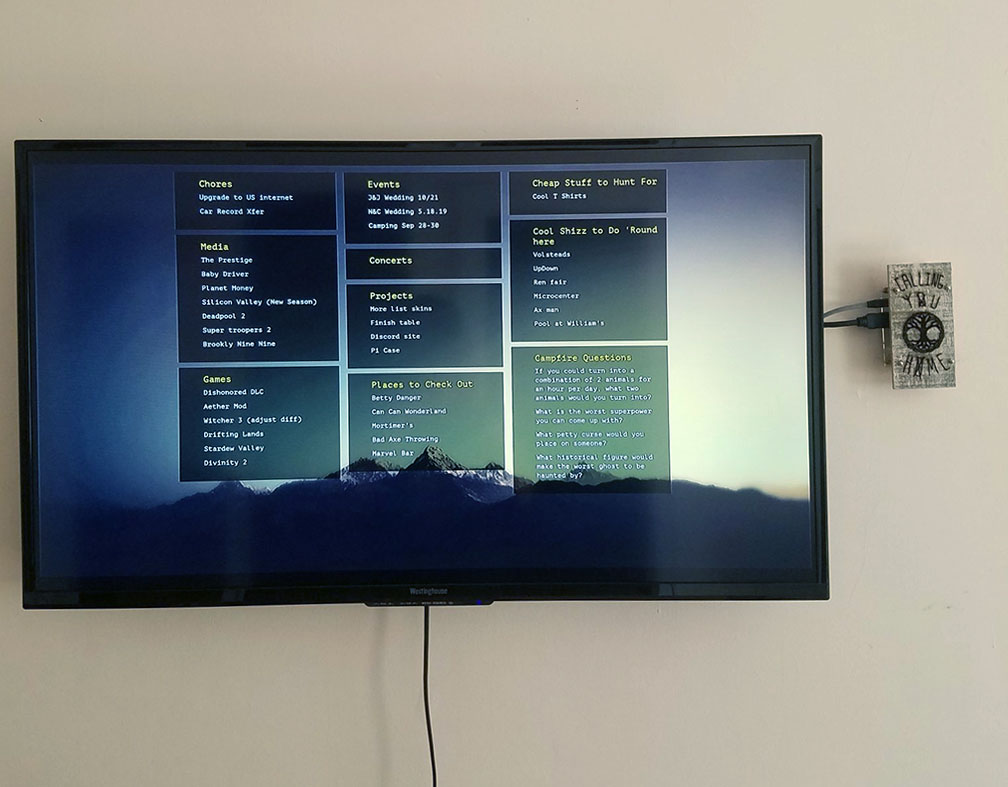 Chores
Upgrade to US internet
Car Record Xfer
Media
The Prestige
Baby Driver
Planet Money
Silicon Valley (New Season)
Deadpool 2
Super troopers 2
Brookly Nine Nine
Games
Dishonored DLC
Aether Mod
Witcher 3 (adjust diff)
Drifting Lands
Stardew Valley
Divinity 2
Events
J&J Wedding 10/21
N&C Wedding 5.18.19
Camping Sep 28-30
Concerts
Projects
More list skins
Finish table
Discord site
P1 Case
Places to Check Out
Betty Danger
Can Can Wonderland
Mortimer's
Bad Axe Throwing
Marvel Bar
Cheap Stuff to Hunt For
Cool T Shirts
Cool Shizz to Do 'Round
here
Volsteads
UpDown
Ren fair
Microcenter
Ax man
Pool at William's
Campfire Questions
If you could turn into a
combination of 2 animals for
an hour per day, what two
animals would you turn into?
What is the worst superpower
you can come up with?
What petty curse would you
place on someone?
What historical figure would
make the worst ghost to be
haunted by?
Westinghouse
CALLING
YOU
HOME